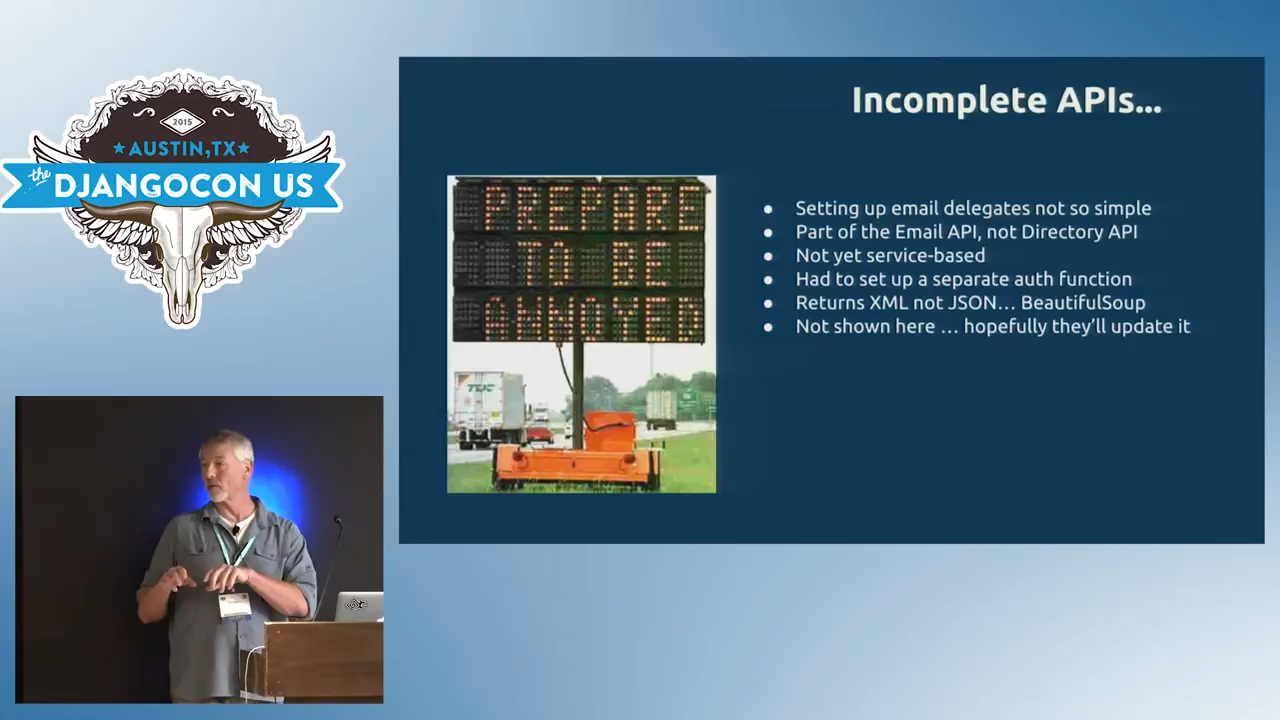 2015
★AUSTIN,TX★
the
DJANGOCON US
Incomplete APIs...
PREPARE
TO BE
ANNOYED
● Setting up email delegates not so simple
● Part of the Email API, not Directory API
● Not yet service-based
● Had to set up a separate auth function
● Returns XML not JSON... BeautifulSoup
● Not shown here ... hopefully they'll update it